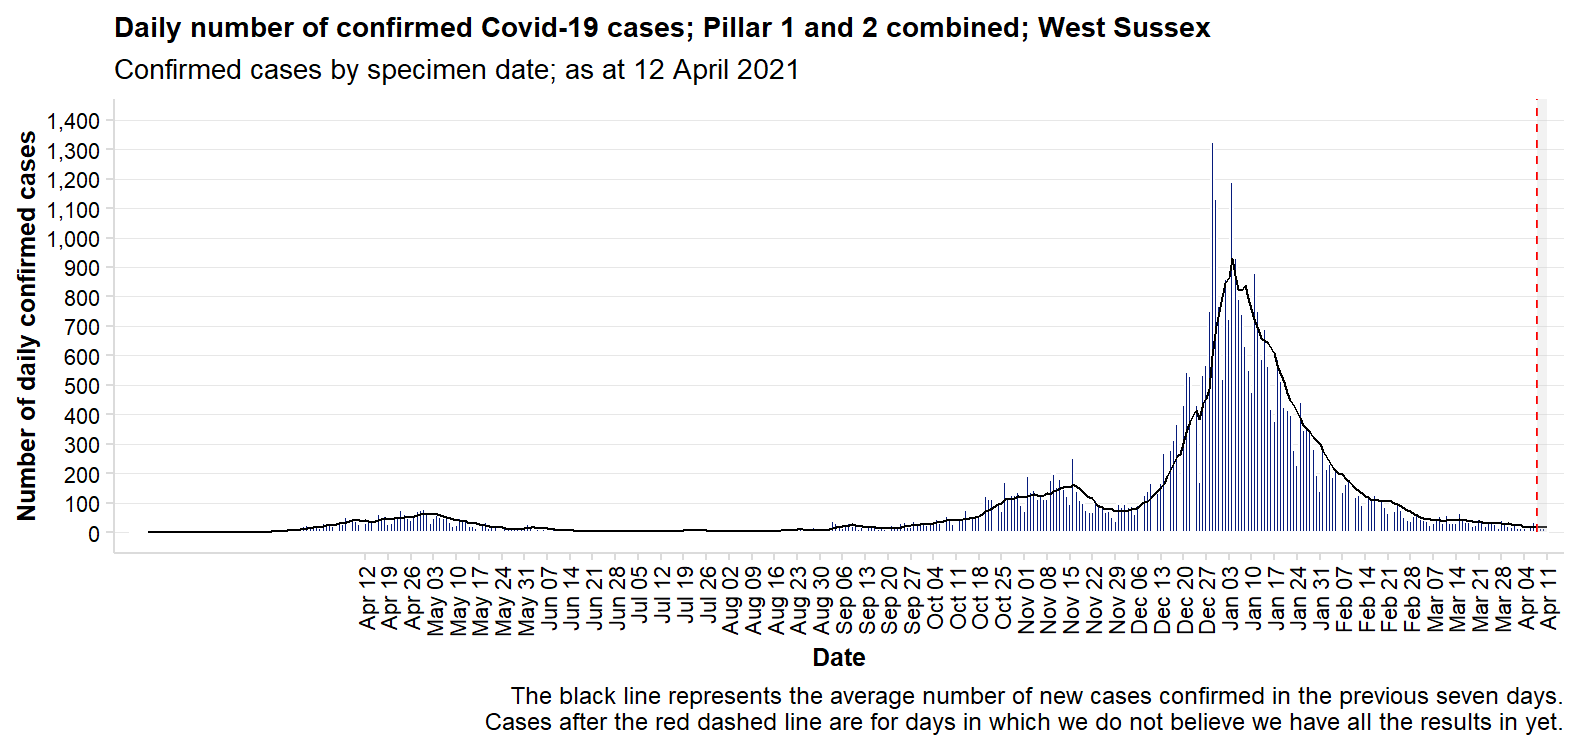 Daily number of confirmed Covid-19 cases; Pillar 1 and 2 combined; West Sussex
Confirmed cases by specimen date; as at 12 April 2021
Number of daily confirmed cases
1,400
1,300
1,200
1,100
1,000
900
800
700
600
500
400
300
200
100
0
Apr 12
Apr 19
Apr 26
May 03
May 10
May 17
May 24
May 31
Jun 07
Jun 14
Jun 21
Jun 28
Jul 05
Jul 12
Jul 19
Jul 26
Aug 02
Aug 09
Aug 16
Aug 23
Aug 30
Sep 06
Sep 13
Sep 20
Sep 27
Oct 04
Oct 11
Oct 18
Oct 25
Nov 01
Nov 08
Nov 15
Nov 22
Nov 29
Dec 06
Dec 13
Dec 20
Dec 27
Jan 03
Jan 10
Jan 17
Jan 24
Jan 31
Feb 07
Feb 14
Feb 21
Feb 28
Mar 07
Mar 14
Mar 21
Mar 28
Apr 04
Apr 11
Date
The black line represents the average number of new cases confirmed in the previous seven days.
Cases after the red dashed line are for days in which we do not believe we have all the results in yet.